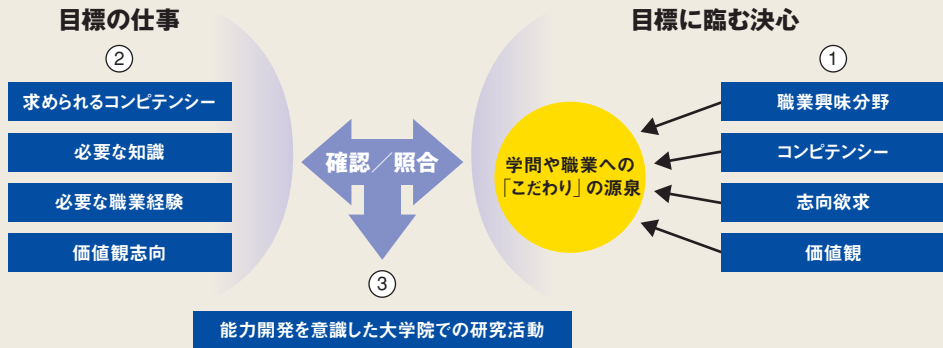 目標の仕事
②
求められるコンピテンシー
必要な知識
必要な職業経験
価値観志向
確認／照合
③
能力開発を意識した大学院での研究活動
目標に臨む決心
①
学問や職業への
「こだわり」の源泉
職業興味分野
コンピテンシー
志向欲求
価値観